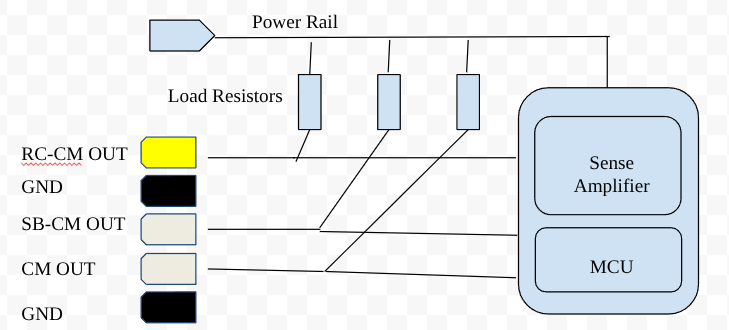 Power Rail
Load Resistors
RC-CM OUT
GND
SB-CM OUT
CM OUT
GND
Sense
Amplifier
MCU